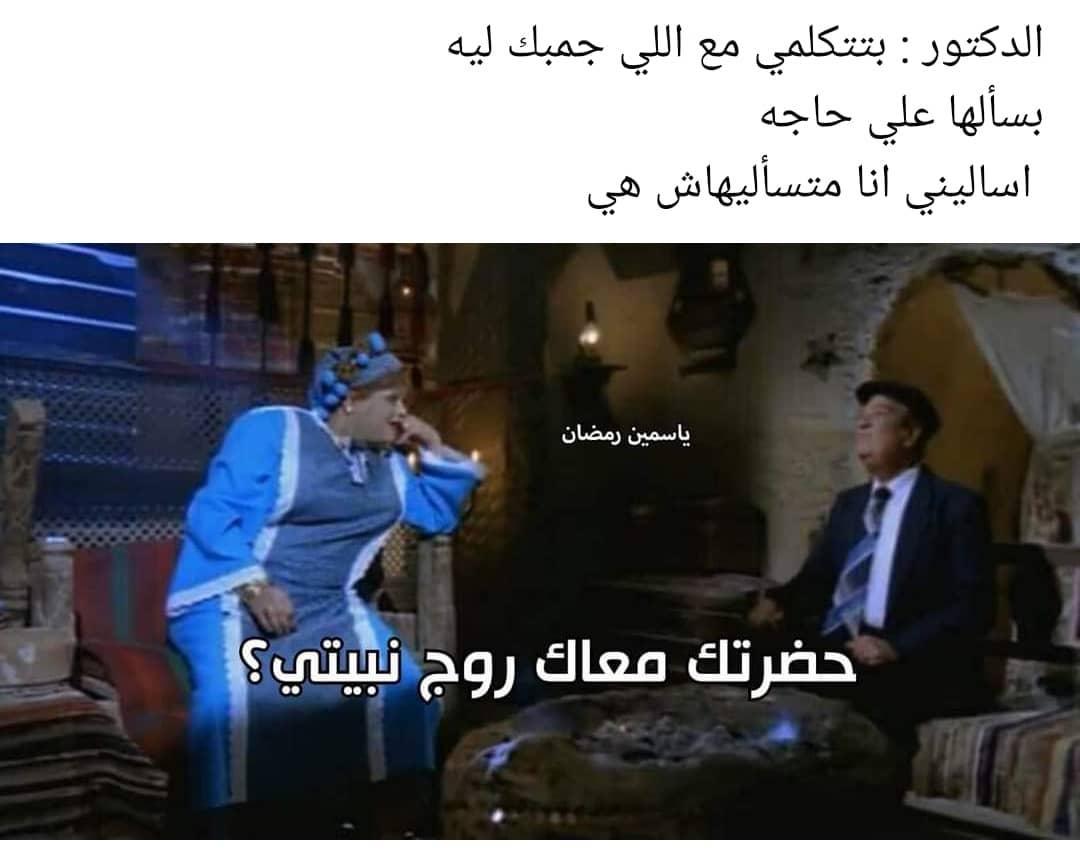 الدكتور : بتتكلمي مع اللي جمبك ليه
بسألها علي حاجه
اساليني انا متسأليهاش هي
ياسمين رمضان
حضرتك معاك روج نبيتي؟